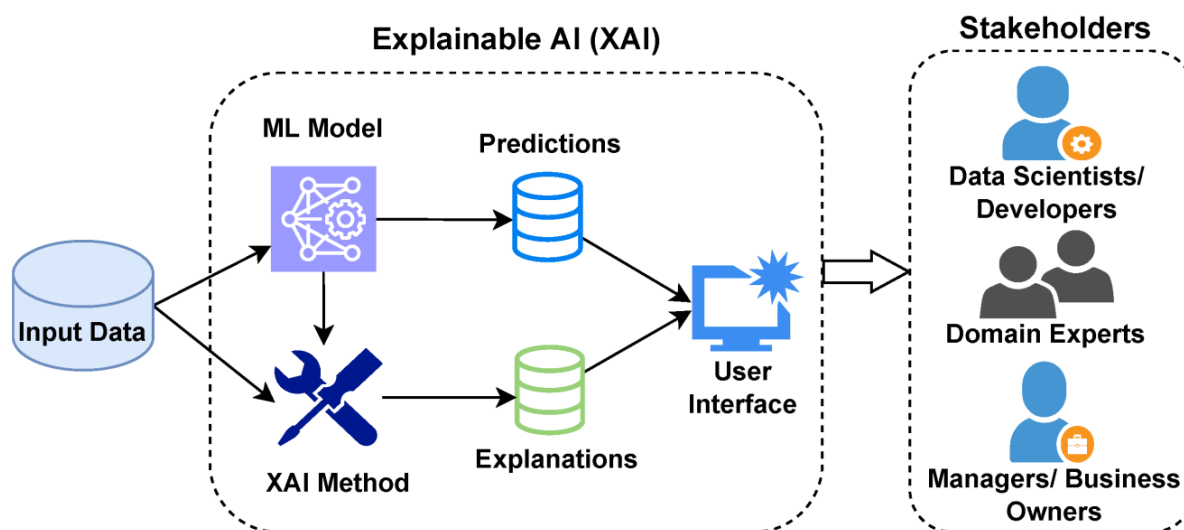 Explainable AI (XAI)
Stakeholders
ML Model
Predictions
Input Data
XAI Method
Explanations
User
Interface
Data Scientists/
Developers
Domain Experts
Managers/ Business
Owners